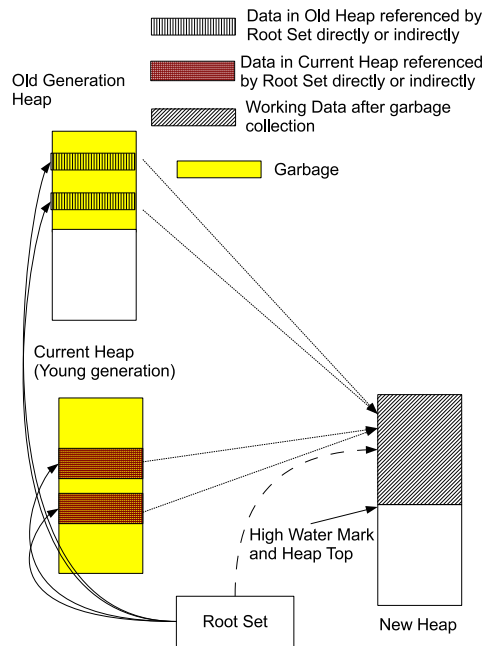 Data in Old Heap referenced by
Root Set directly or indirectly
Old Generation
Heap
Data in Current Heap referenced
by Root Set directly or indirectly
Working Data after garbage
collection
Garbage
Current Heap
(Young generation)
High Water Mark
and Heap Top
Root Set
New Heap